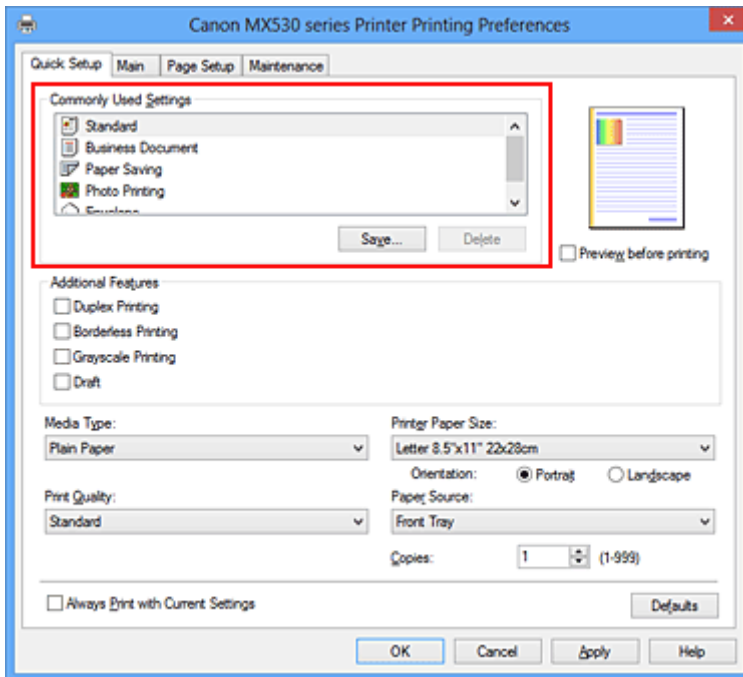 Canon MX530 series Printer Printing Preferences
Quick Setup Main Page Setup Maintenance
Commonly Used Settings
Standard
Business Document
Paper Saving
Photo Printing
Envelope
Save... Delete
Preview before printing
Additional Features
Duplex Printing
Borderless Printing
Grayscale Printing
Draft
Media Type: Printer Paper Size:
Plain Paper Letter 8.5"x11" 22x28cm
Orientation: Portrait Landscape
Print Quality: Paper Source:
Standard Front Tray
Copies: 1 (1-999)
Always Print with Current Settings Defaults
OK Cancel Apply Help